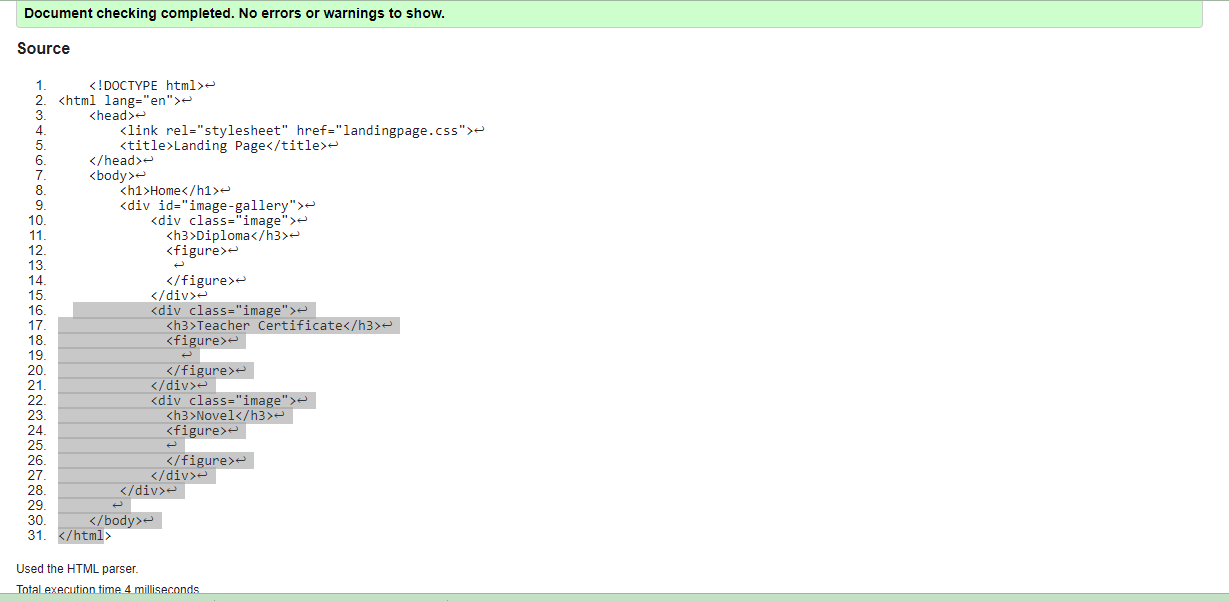 Document checking completed. No errors or warnings to show.
Source
1. <!DOCTYPE html>↩
2. <html lang="en">↩
3. <head>↩
4. <link rel="stylesheet" href="landingpage.css">↩
5. <title>Landing Page</title>↩
6. </head>↩
7. <body>↩
8. <h1>Home</h1>↩
9. <div id="image-gallery">↩
10. <div class="image">↩
11. <h3>Diploma</h3>↩
12. <figure>↩
13. ↩
14. </figure>↩
15. </div>↩
16. <div class="image">↩
17. <h3>Teacher Certificate</h3>↩
18. <figure>↩
19. ↩
20. </figure>↩
21. </div>↩
22. <div class="image">↩
23. <h3>Novel</h3>↩
24. <figure>↩
25. ↩
26. </figure>↩
27. </div>↩
28. </div>↩
29. ↩
30. </body>↩
31. </html>
Used the HTML parser.
Total execution time 4 milliseconds